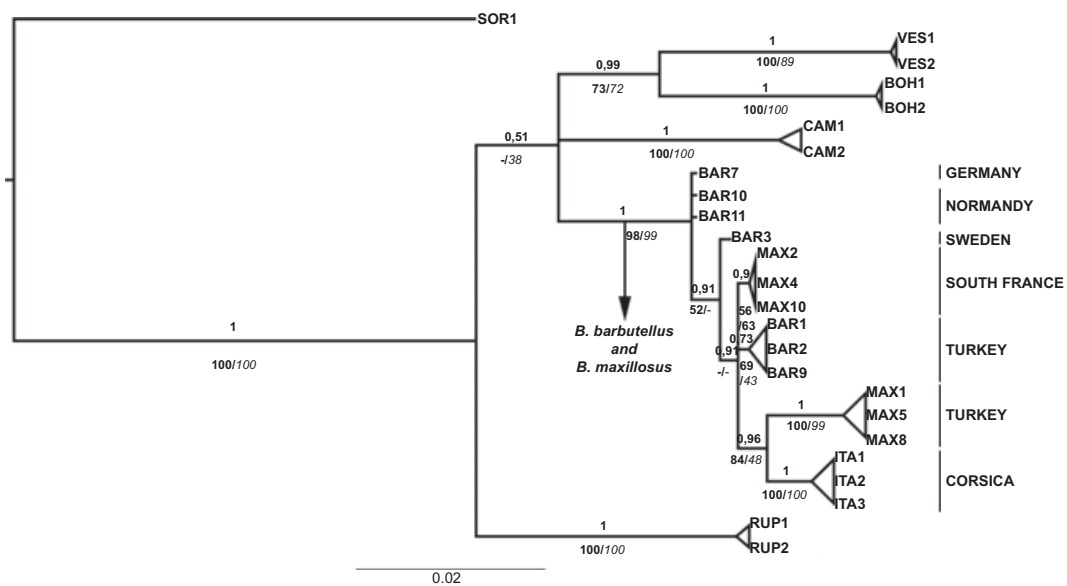 SOR1
1
VES1
0,99
100/89
VES2
73/72
1
BOH1
100/100
BOH2
0,51
1
CAM1
-/38
100/100
CAM2
BAR7
GERMANY
BAR10
NORMANDY
1
BAR11
98/99
BAR3
SWEDEN
MAX2
0,9
MAX4
SOUTH FRANCE
0,91
52/-
MAX10
56
/63
1
BAR1
B. barbutellus
and
B. maxillosus
0,73
BAR2
TURKEY
0,91
100/100
-/-
69
/43
BAR9
MAX1
1
MAX5
TURKEY
100/99
0,96
MAX8
84/48
ITA1
1
ITA2
CORSICA
100/100
ITA3
1
RUP1
100/100
RUP2
0.02